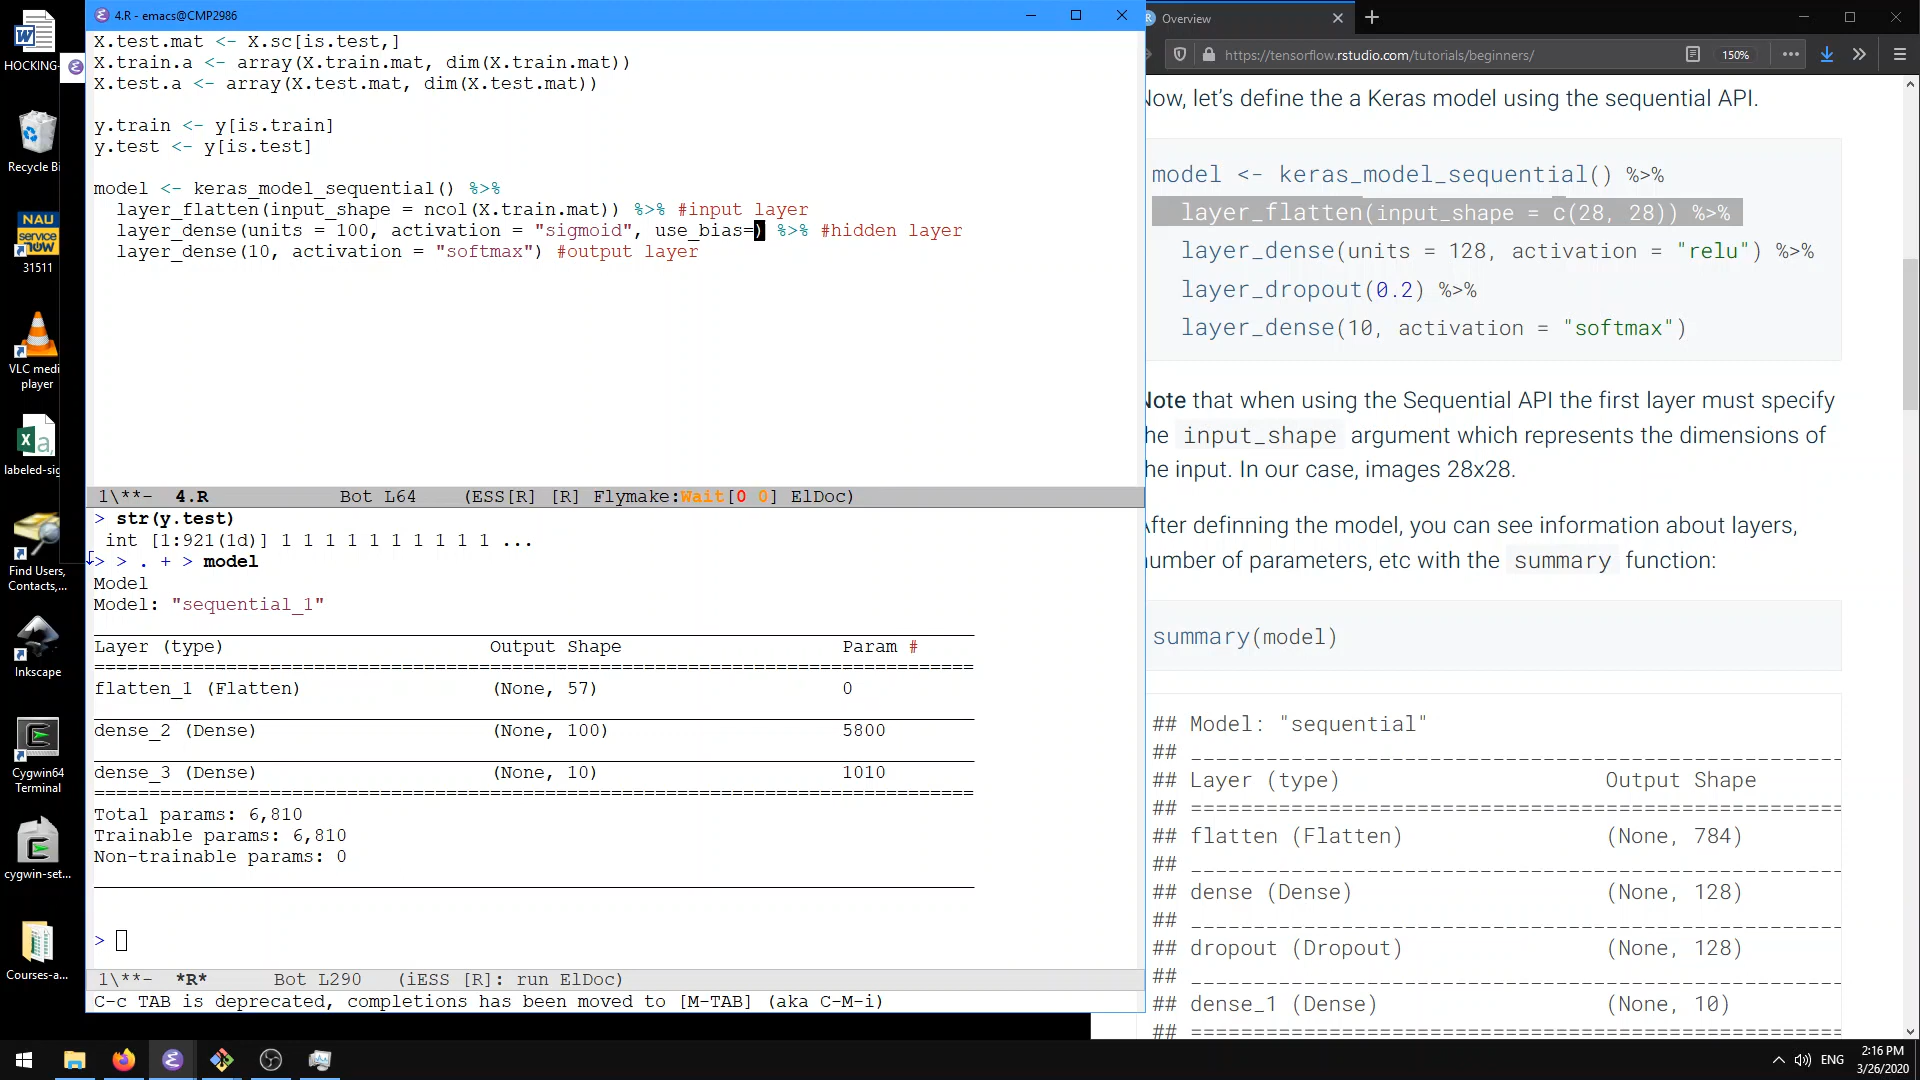 4.R - emacs@CMP2986
X.test.mat <- X.sc[is.test,]
X.train.a <- array(X.train.mat, dim(X.train.mat))
X.test.a <- array(X.test.mat, dim(X.test.mat))
y.train <- y[is.train]
y.test <- y[is.test]
model <- keras_model_sequential() %>%
layer_flatten(input_shape = ncol(X.train.mat)) %>% #input layer
layer_dense(units = 100, activation = "sigmoid", use_bias=) %>% #hidden layer
layer_dense(10, activation = "softmax") #output layer
1\**- 4.R Bot L64 (ESS[R] [R] Flymake:Wait[0 0] ElDoc)
> str(y.test)
int [1:921(1d)] 1 1 1 1 1 1 1 1 1 1 ...
> > . + > model
Model
Model: "sequential_1"
Layer (type) Output Shape Param #
================================================================================
flatten_1 (Flatten) (None, 57) 0
dense_2 (Dense) (None, 100) 5800
dense_3 (Dense) (None, 10) 1010
================================================================================
Total params: 6,810
Trainable params: 6,810
Non-trainable params: 0
>
1\**- *R* Bot L290 (iESS [R]: run ElDoc)
C-c TAB is deprecated, completions has been moved to [M-TAB] (aka C-M-i)
Overview
https://tensorflow.rstudio.com/tutorials/beginners/
150%
Now, let's define the a Keras model using the sequential API.
model <- keras_model_sequential() %>%
layer_flatten(input_shape = c(28, 28)) %>%
layer_dense(units = 128, activation = "relu") %>%
layer_dropout(0.2) %>%
layer_dense(10, activation = "softmax")
Note that when using the Sequential API the first layer must specify
the input_shape argument which represents the dimensions of
the input. In our case, images 28x28.
After definning the model, you can see information about layers,
number of parameters, etc with the summary function:
summary(model)
## Model: "sequential"
## ___________________________________________
## Layer (type) Output Shape
## ===========================================
## flatten (Flatten) (None, 784)
## ___________________________________________
## dense (Dense) (None, 128)
## ___________________________________________
## dropout (Dropout) (None, 128)
## ___________________________________________
## dense_1 (Dense) (None, 10)
## ===========================================
HOCKING-
Recycle Bi
31511
VLC medi
player
labeled-sig
Find Users,
Contacts,...
Inkscape
Cygwin64
Terminal
cygwin-set...
Courses-a...
NAU
service
now
ENG
2:16 PM
3/26/2020